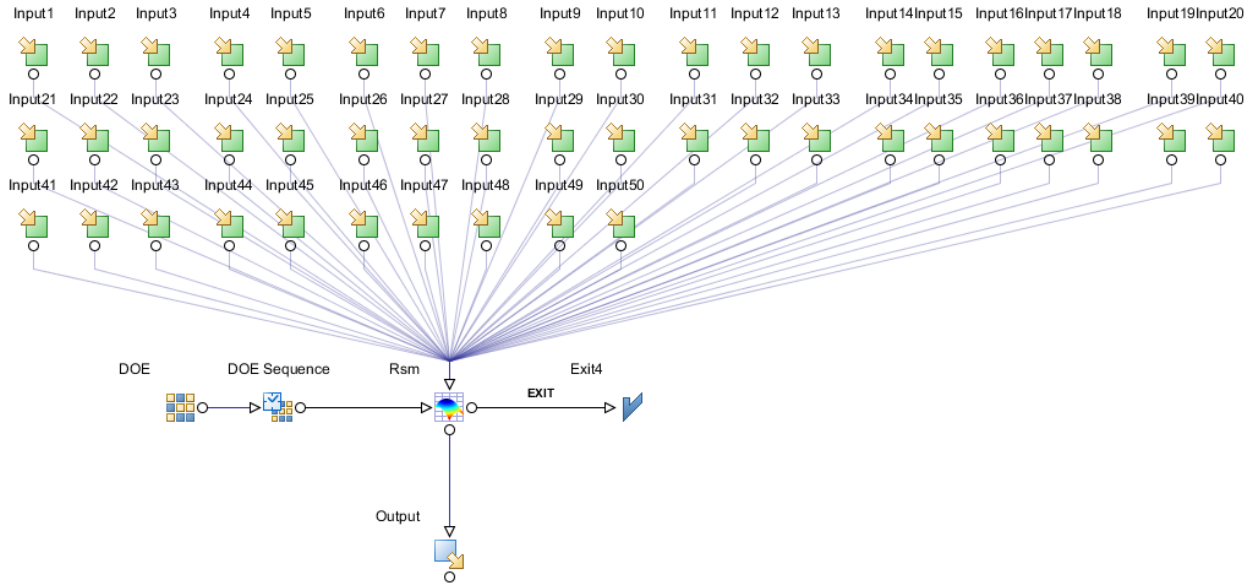 Input1 Input2 Input3 Input4 Input5 Input6 Input7 Input8 Input9 Input10 Input11 Input12 Input13 Input14 Input15 Input16 Input17 Input18 Input19 Input20
Input21 Input22 Input23 Input24 Input25 Input26 Input27 Input28 Input29 Input30 Input31 Input32 Input33 Input34 Input35 Input36 Input37 Input38 Input39 Input40
Input41 Input42 Input43 Input44 Input45 Input46 Input47 Input48 Input49 Input50
DOE DOE Sequence Rsm Exit4
EXIT
Output